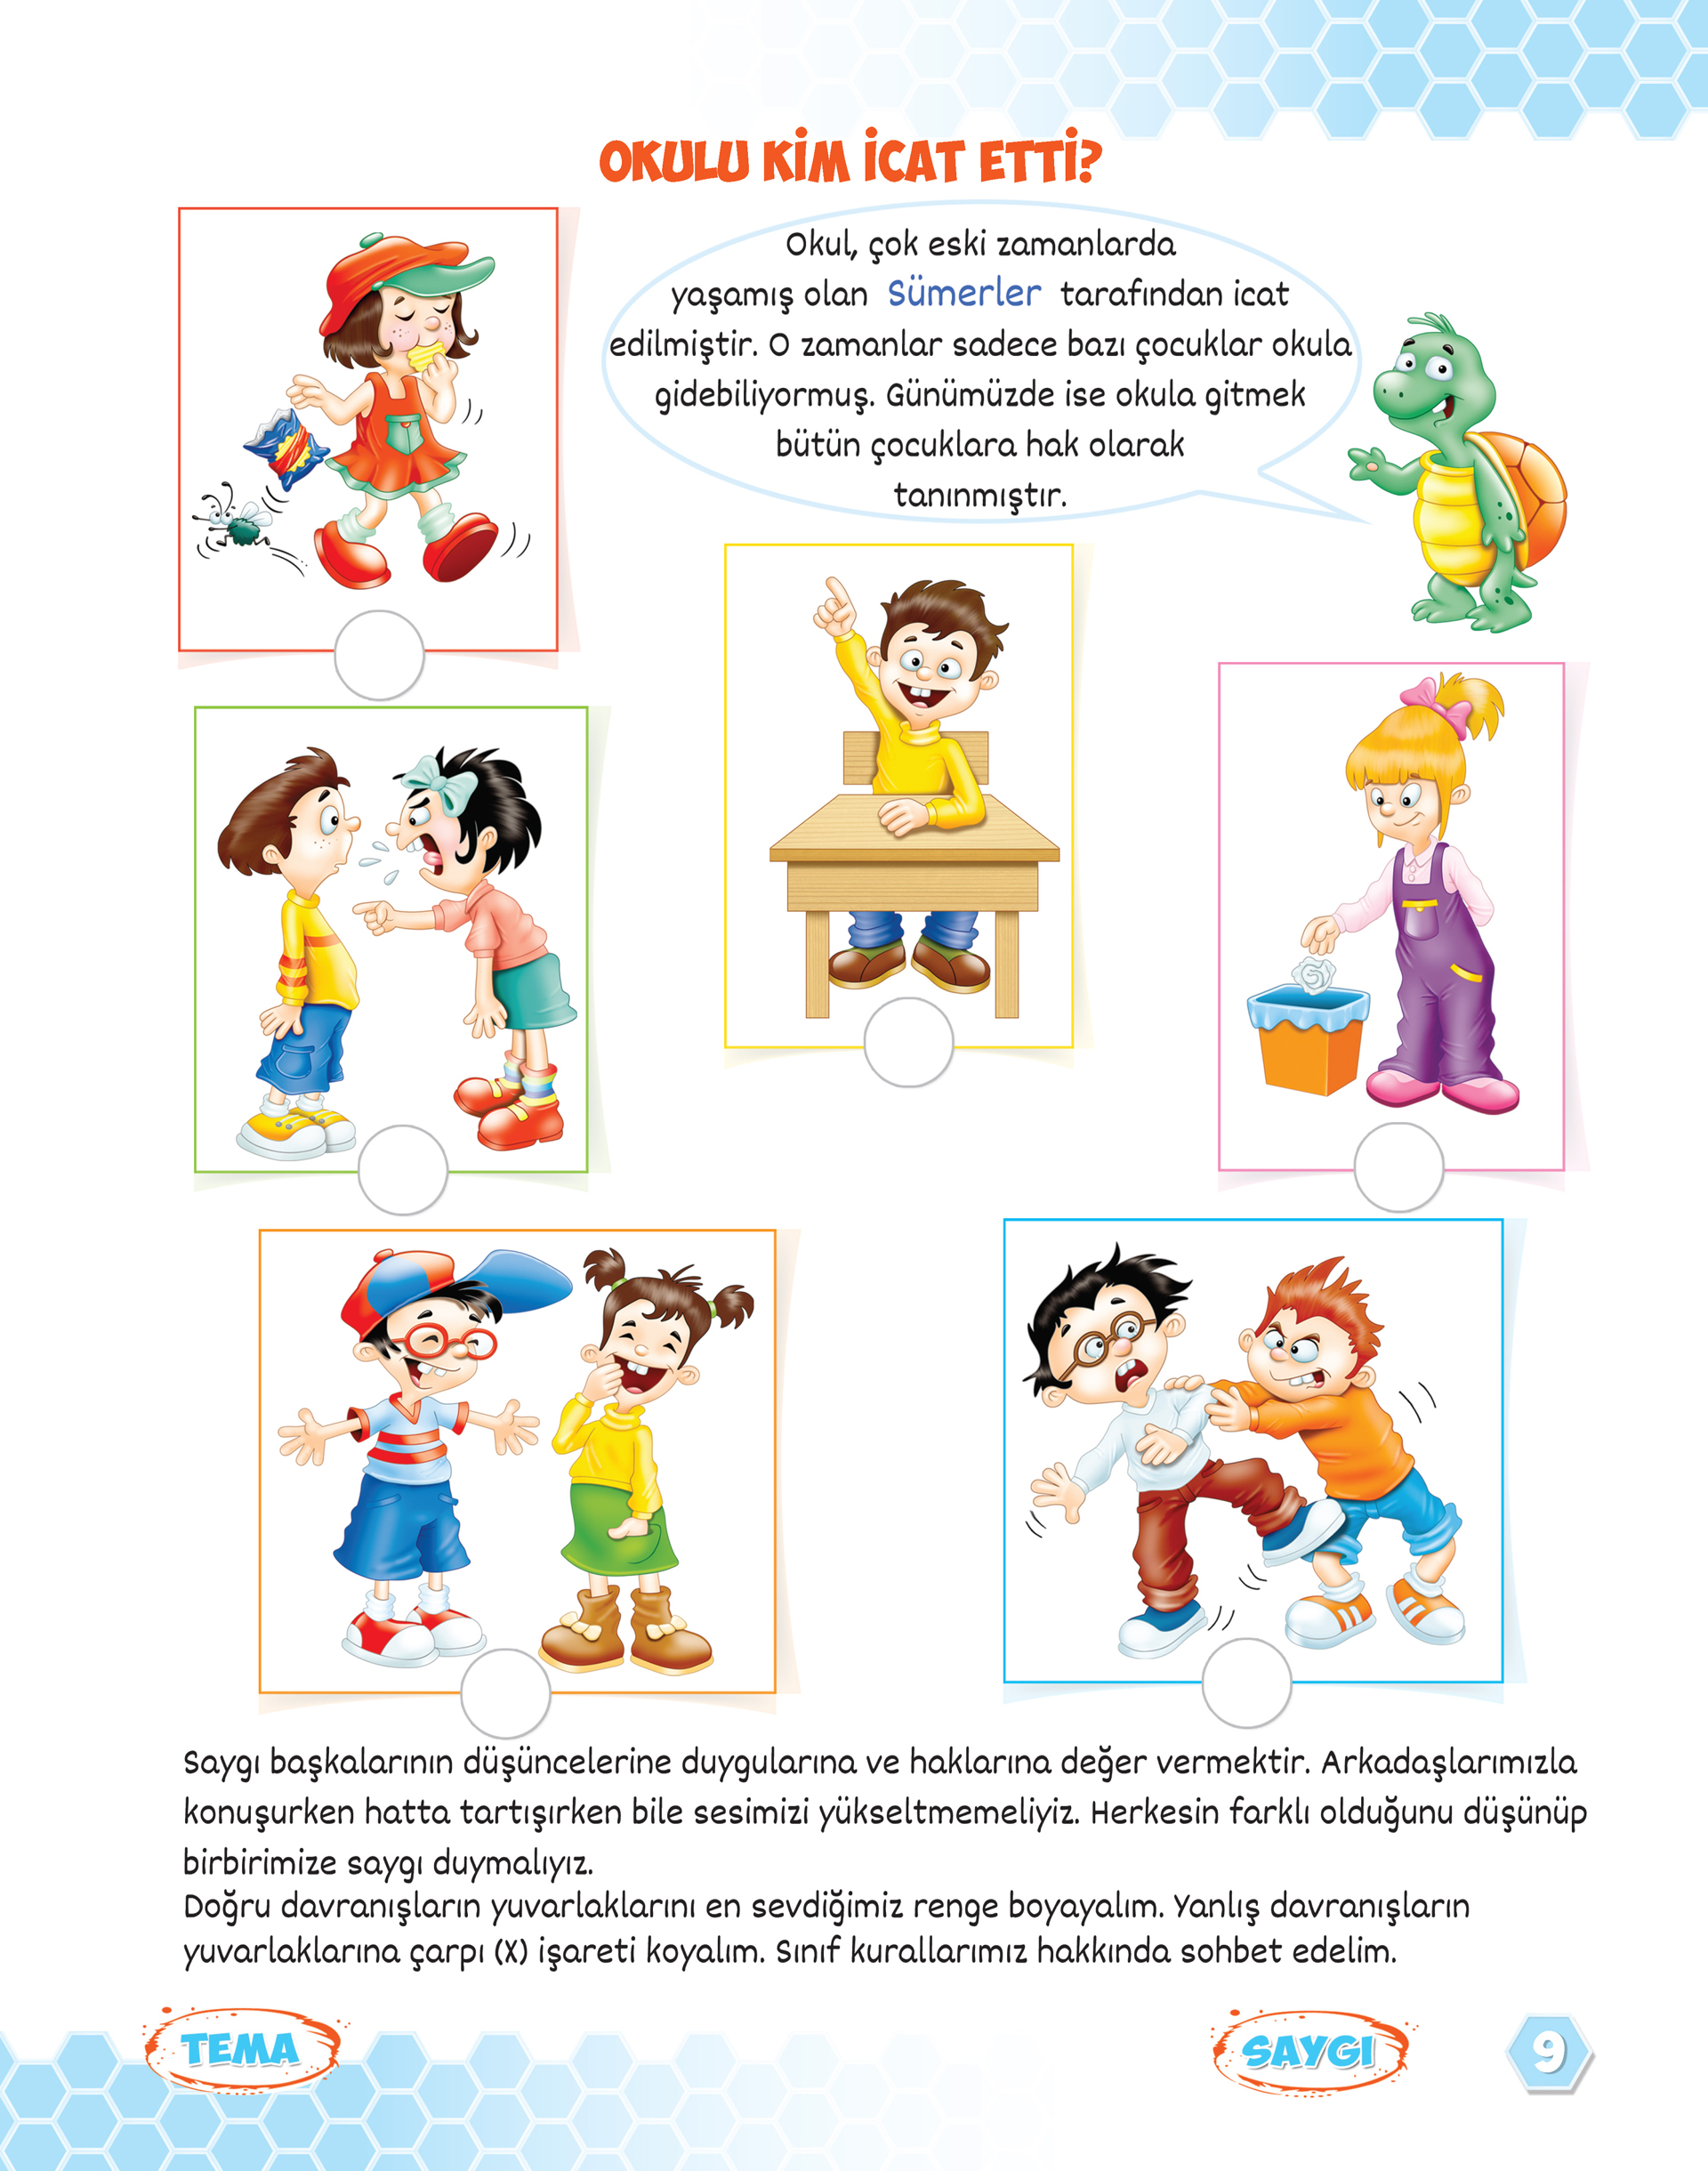 OKULU KİM İCAT ETTİ?
Okul, çok eski zamanlarda
yaşamış olan Sümerler tarafından icat
edilmiştir. O zamanlar sadece bazı çocuklar okula
gidebiliyormuş. Günümüzde ise okula gitmek
bütün çocuklara hak olarak
tanınmıştır.
Saygı başkalarının düşüncelerine duygularına ve haklarına değer vermektir. Arkadaşlarımızla
konuşurken hatta tartışırken bile sesimizi yükseltmemeliyiz. Herkesin farklı olduğunu düşünüp
birbirimize saygı duymalıyız.
Doğru davranışların yuvarlaklarını en sevdiğimiz renge boyayalım. Yanlış davranışların
yuvarlaklarına çarpı (X) işareti koyalım. Sınıf kurallarımız hakkında sohbet edelim.
TEMA
SAYGI
9